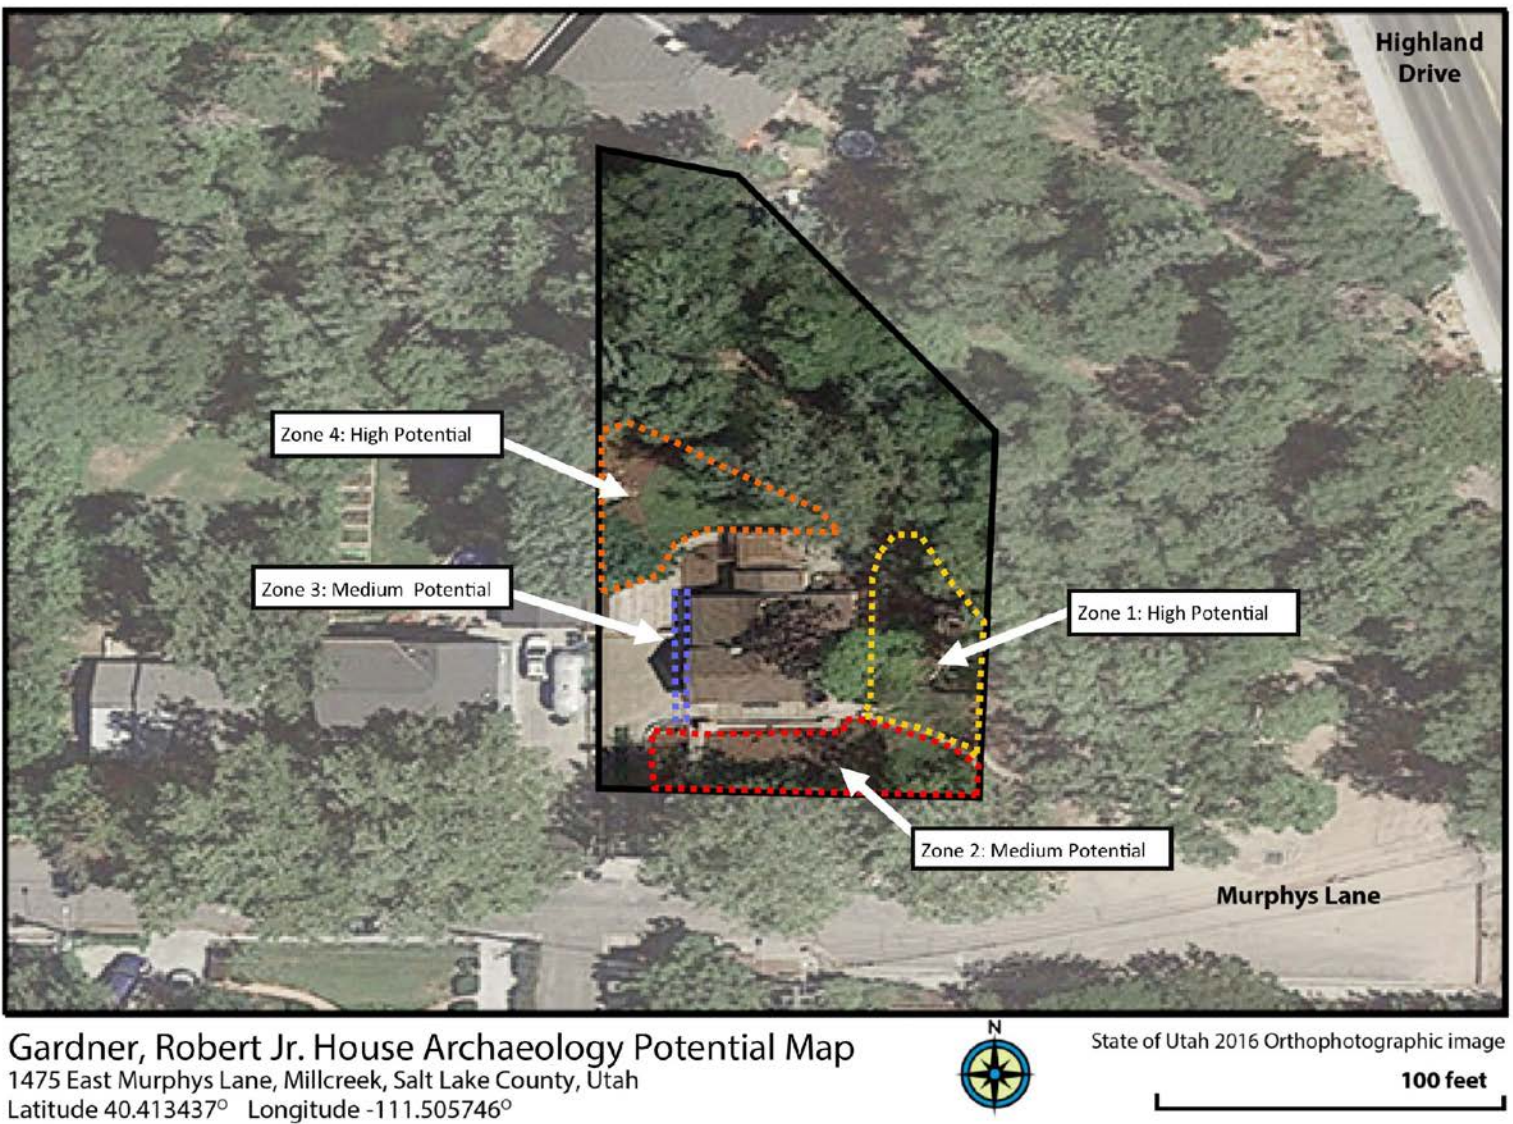 Highland
Drive
Zone 4: High Potential
Zone 3: Medium Potential
Zone 1: High Potential
Zone 2: Medium Potential
Murphys Lane
Gardner, Robert Jr. House Archaeology Potential Map
1475 East Murphys Lane, Millcreek, Salt Lake County, Utah
Latitude 40.413437° Longitude -111.505746°
N
State of Utah 2016 Orthophotographic image
100 feet